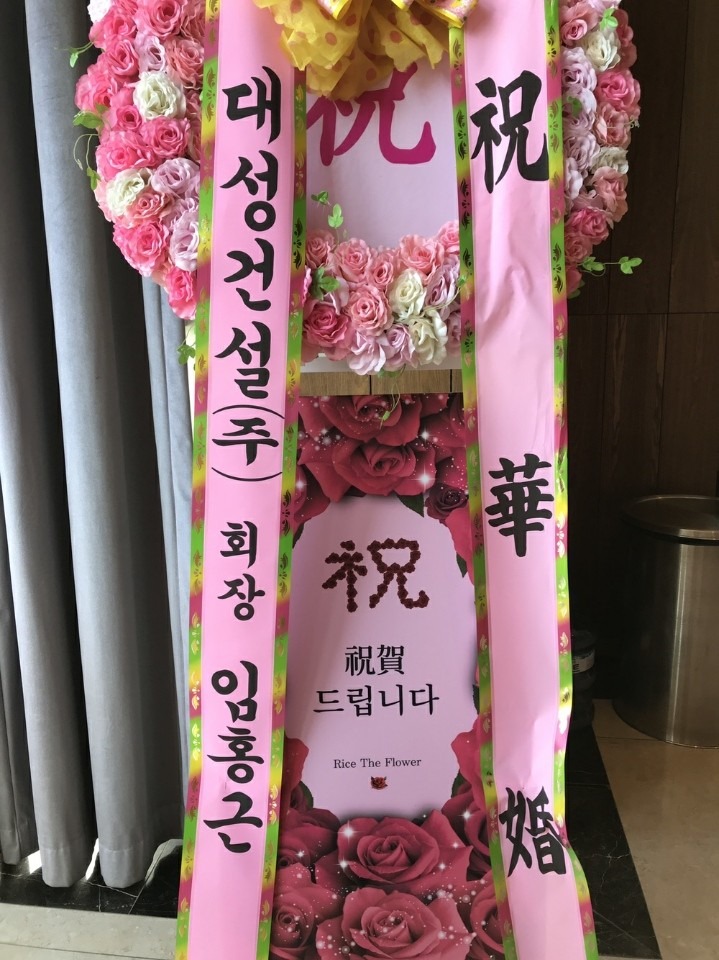 대성건설(주) 회장 임홍근
祝
祝華婚
祝
祝賀
드립니다
Rice The Flower